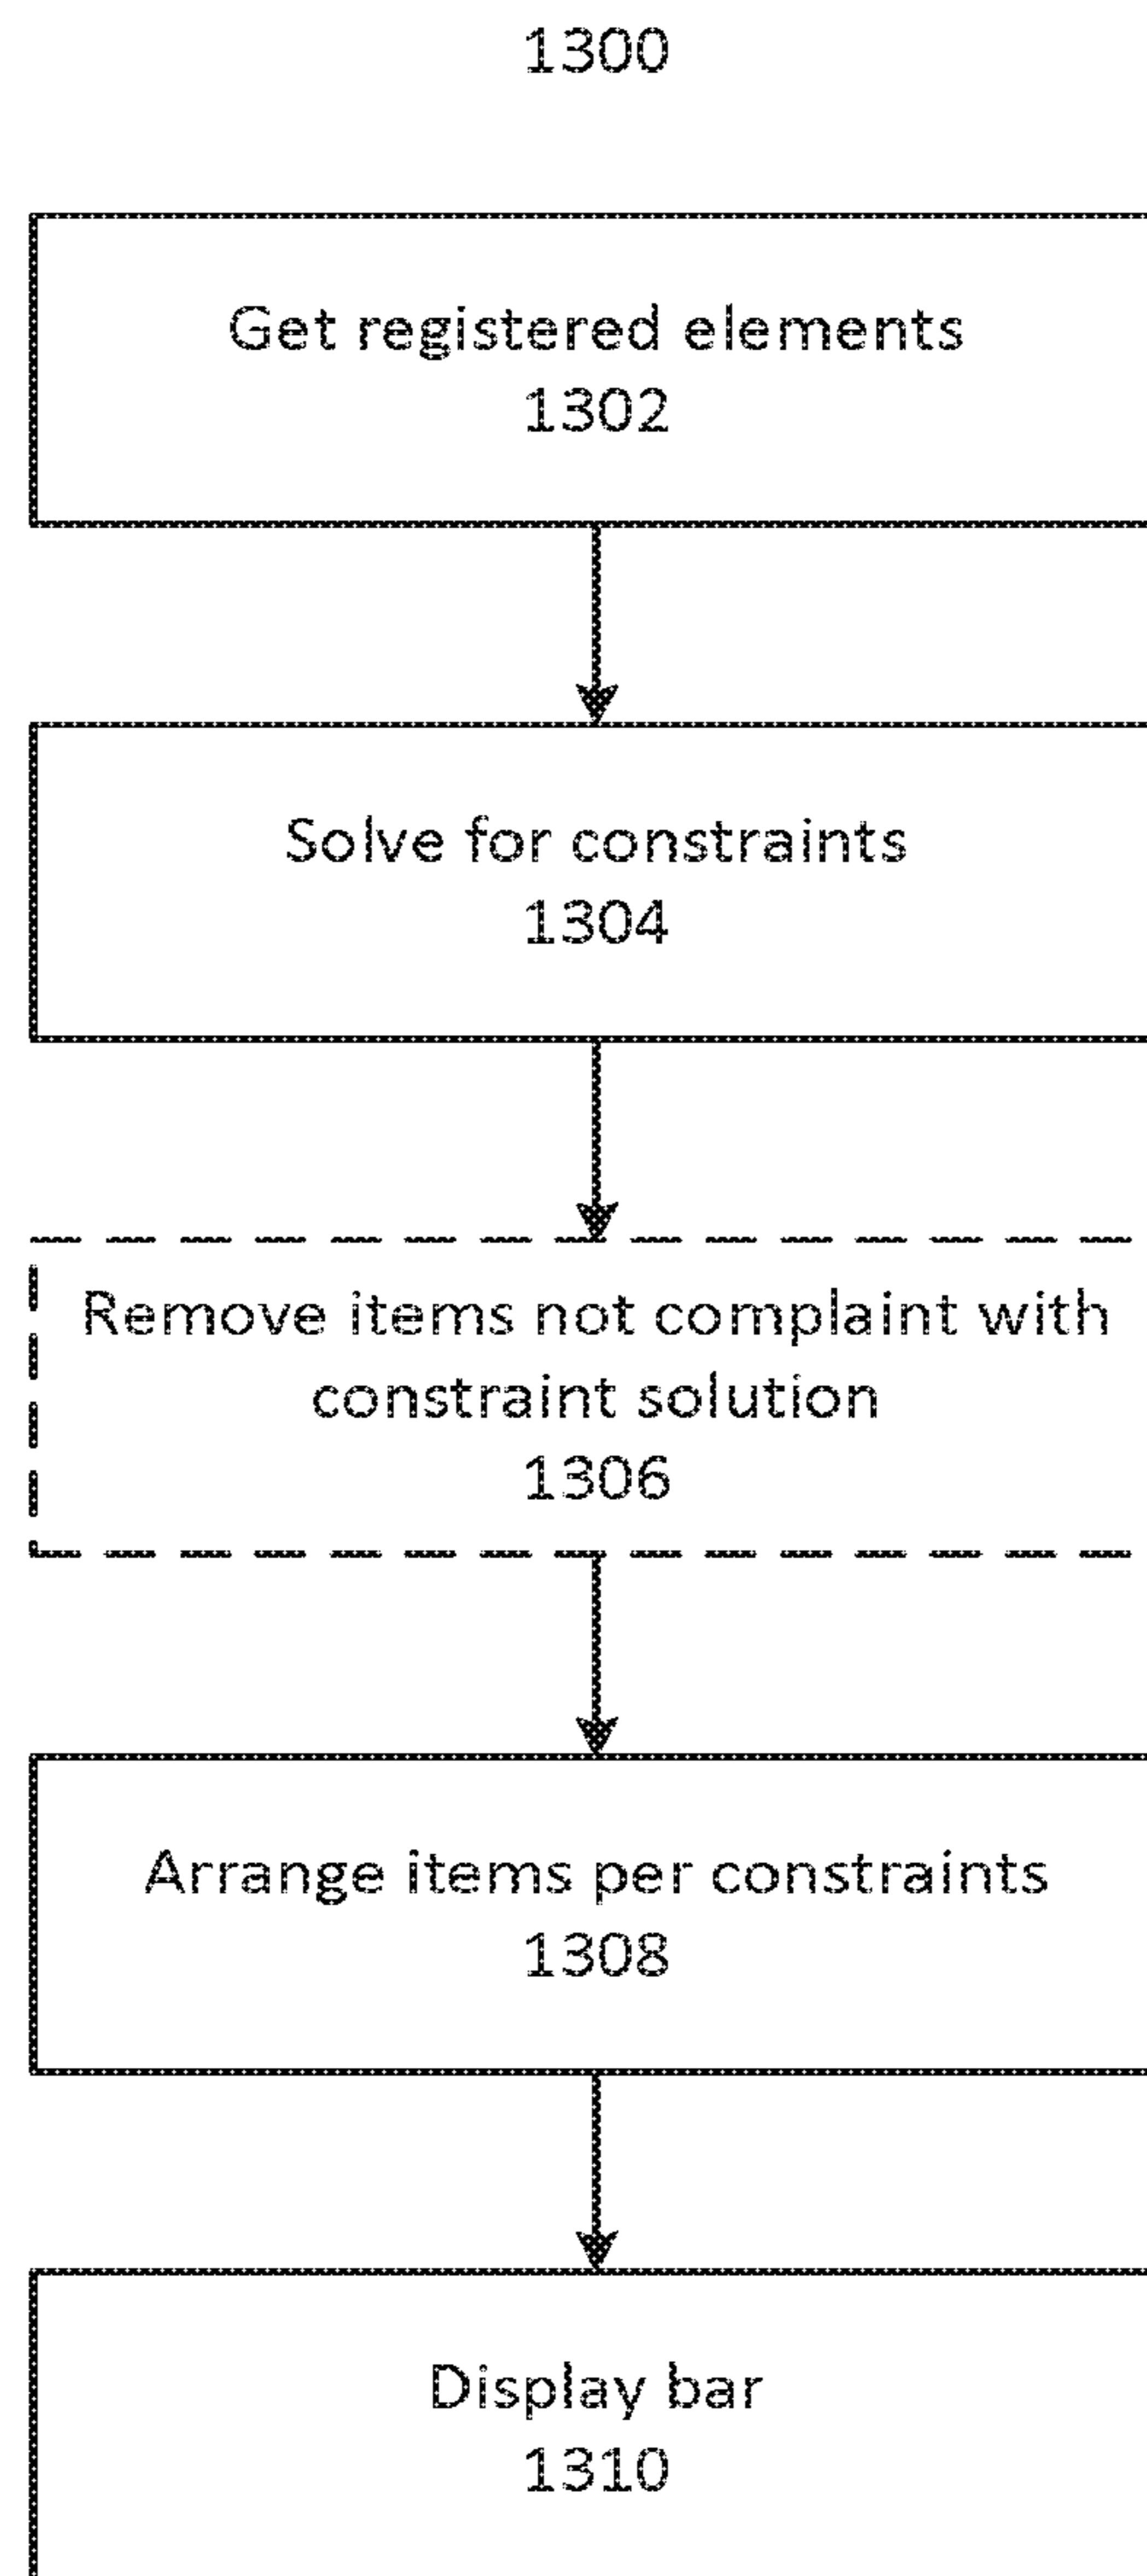 1300
Get registered elements
1302
Solve for constraints
1304
Remove items not complaint with
constraint solution
1306
Arrange items per constraints
1308
Display bar
1310